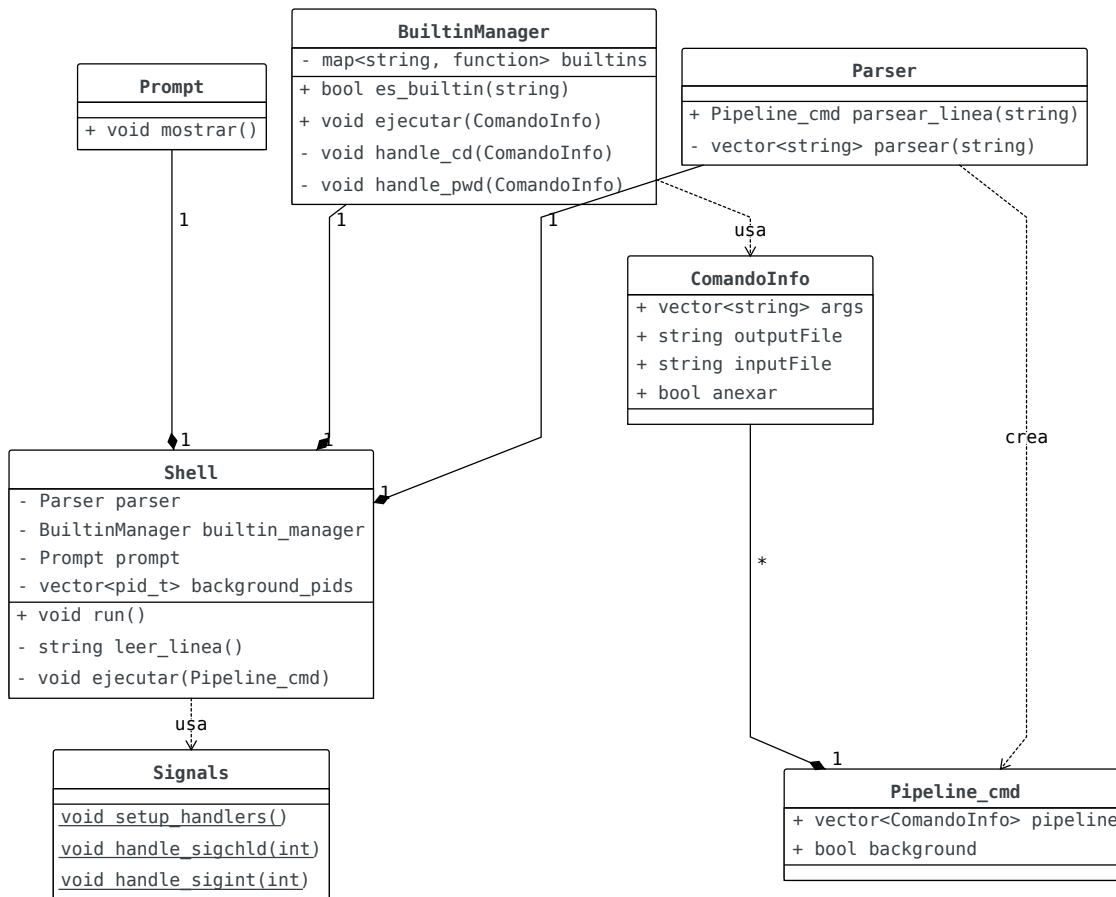 BuiltinManager
- map<string, function> builtins
+ bool es_builtin(string)
+ void ejecutar(ComandoInfo)
- void handle_cd(ComandoInfo)
- void handle_pwd(ComandoInfo)
Prompt
+ void mostrar()
Parser
+ Pipeline_cmd parsear_linea(string)
- vector<string> parsear(string)
1
1
1
usa
ComandoInfo
+ vector<string> args
+ string outputFile
+ string inputFile
+ bool anexar
crea
1
1
1
Shell
- Parser parser
- BuiltinManager builtin_manager
- Prompt prompt
- vector<pid_t> background_pids
+ void run()
- string leer_linea()
- void ejecutar(Pipeline_cmd)
*
usa
1
Signals
void setup_handlers()
void handle_sigchld(int)
void handle_sigint(int)
Pipeline_cmd
+ vector<ComandoInfo> pipeline
+ bool background